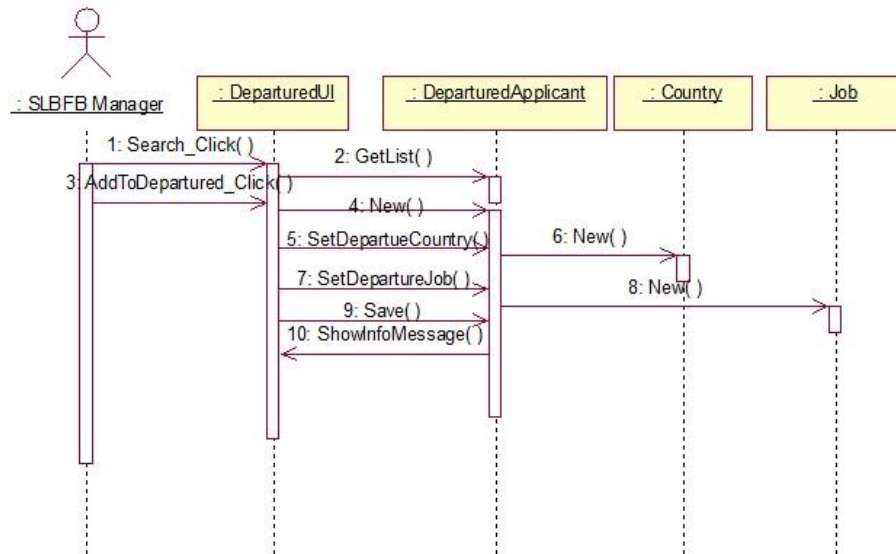 : SLBFB Manager
: DeparturedUI
: DeparturedApplicant
: Country
: Job
1: Search_Click( )
2: GetList( )
3: AddToDepartured_Click( )
4: New( )
5: SetDepartueCountry( )
6: New( )
7: SetDepartureJob( )
8: New( )
9: Save( )
10: ShowInfoMessage( )